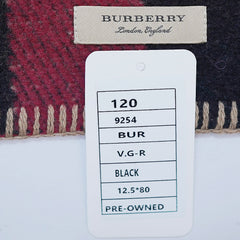 BURBERRY
London, England
120
9254
BUR
V.G-R
BLACK
12.5*80
PRE-OWNED